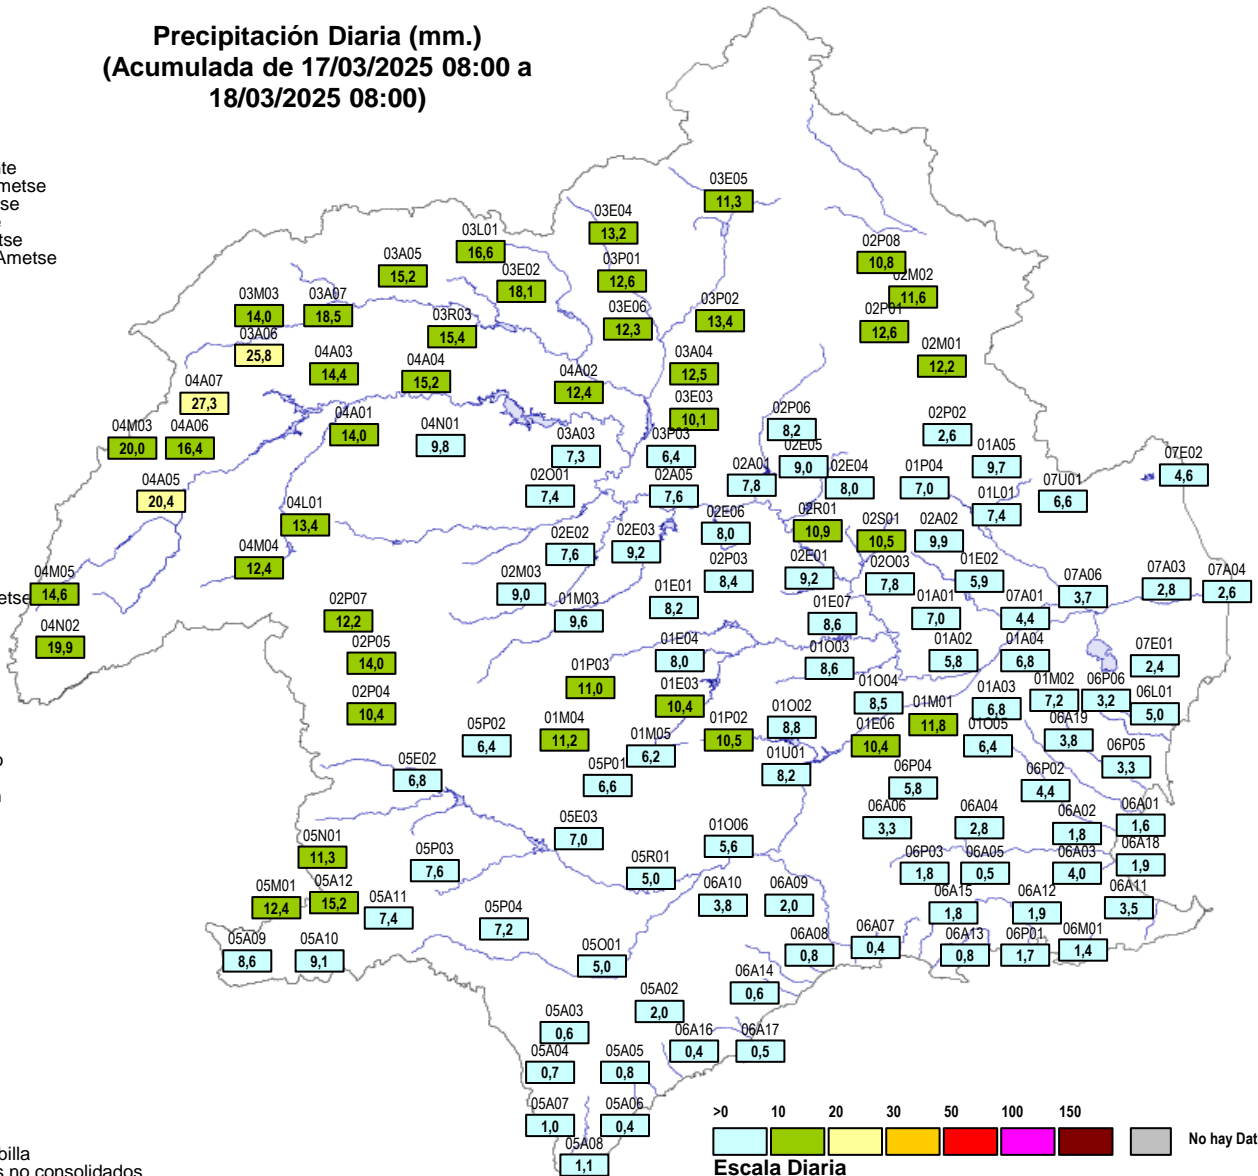 Precipitación Diaria (mm.)
(Acumulada de 17/03/2025 08:00 a
18/03/2025 08:00)
03E05
11,3
03E04
13,2
03L01
16,6
03A05
15,2
03E02
18,1
03P01
12,6
02P08
10,8
02M02
11,6
03M03
14,0
03A07
18,5
03R03
15,4
03E06
12,3
03P02
13,4
02P01
12,6
03A06
25,8
04A03
14,4
04A04
15,2
04A02
12,4
03A04
12,5
02M01
12,2
04A07
27,3
03E03
10,1
04M03
20,0
04A06
16,4
04A01
14,0
04N01
9,8
03A03
7,3
03P03
6,4
02P06
8,2
02P02
2,6
02E05
9,0
01A05
9,7
07E02
4,6
04A05
20,4
02O01
7,4
02A05
7,6
02A01
7,8
02E04
8,0
01P04
7,0
07U01
6,6
04L01
13,4
02E06
8,0
02R01
10,9
01L01
7,4
02S01
10,5
02A02
9,9
04M04
12,4
02E02
7,6
02E03
9,2
02P03
8,4
02E01
9,2
02O03
7,8
01E02
5,9
04M05
14,6
02M03
9,0
01M03
9,6
01E01
8,2
01E07
8,6
01A01
7,0
07A01
4,4
07A06
3,7
07A03
2,8
07A04
2,6
04N02
19,9
02P07
12,2
02P05
14,0
01E04
8,0
01O03
8,6
01A02
5,8
01A04
6,8
07E01
2,4
01P03
11,0
01E03
10,4
02P04
10,4
01O04
8,5
01M01
11,8
01A03
6,8
01M02
7,2
06P06
3,2
06L01
5,0
05P02
6,4
01M04
11,2
01M05
6,2
01P02
10,5
01O02
8,8
01E06
10,4
01O05
6,4
06A19
3,8
06P05
3,3
05E02
6,8
05P01
6,6
01U01
8,2
06P04
5,8
06P02
4,4
05N01
11,3
05P03
7,6
05E03
7,0
05R01
5,0
01O06
5,6
06A06
3,3
06A04
2,8
06A02
1,8
06A01
1,6
06P03
1,8
06A05
0,5
06A03
4,0
06A18
1,9
05M01
12,4
05A12
15,2
05A11
7,4
05P04
7,2
06A10
3,8
06A09
2,0
06A15
1,8
06A12
1,9
06A11
3,5
05A09
8,6
05A10
9,1
05O01
5,0
06A08
0,8
06A07
0,4
06A13
0,8
06P01
1,7
06M01
1,4
05A03
0,6
05A02
2,0
06A14
0,6
06A16
0,4
06A17
0,5
05A04
0,7
05A05
0,8
05A07
1,0
05A06
0,4
05A08
1,1
>0 10 20 30 50 100 150
No hay Dat
Escala Diaria
s no consolidados